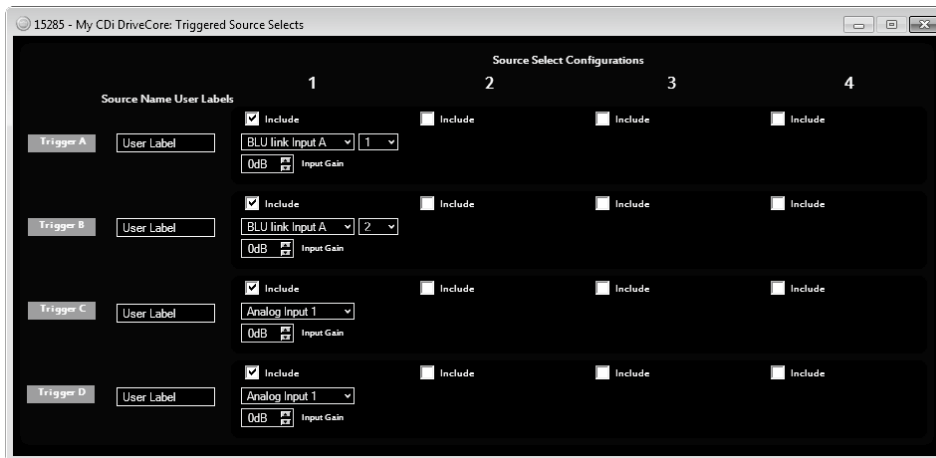 15285 - My CDi DriveCore: Triggered Source Selects
Source Select Configurations
1 2 3 4
Source Name User Labels
Include Include Include Include
Trigger A User Label BLU link Input A 1
0dB Input Gain
Include Include Include Include
Trigger B User Label BLU link Input A 2
0dB Input Gain
Include Include Include Include
Trigger C User Label Analog Input 1
0dB Input Gain
Include Include Include Include
Trigger D User Label Analog Input 1
0dB Input Gain